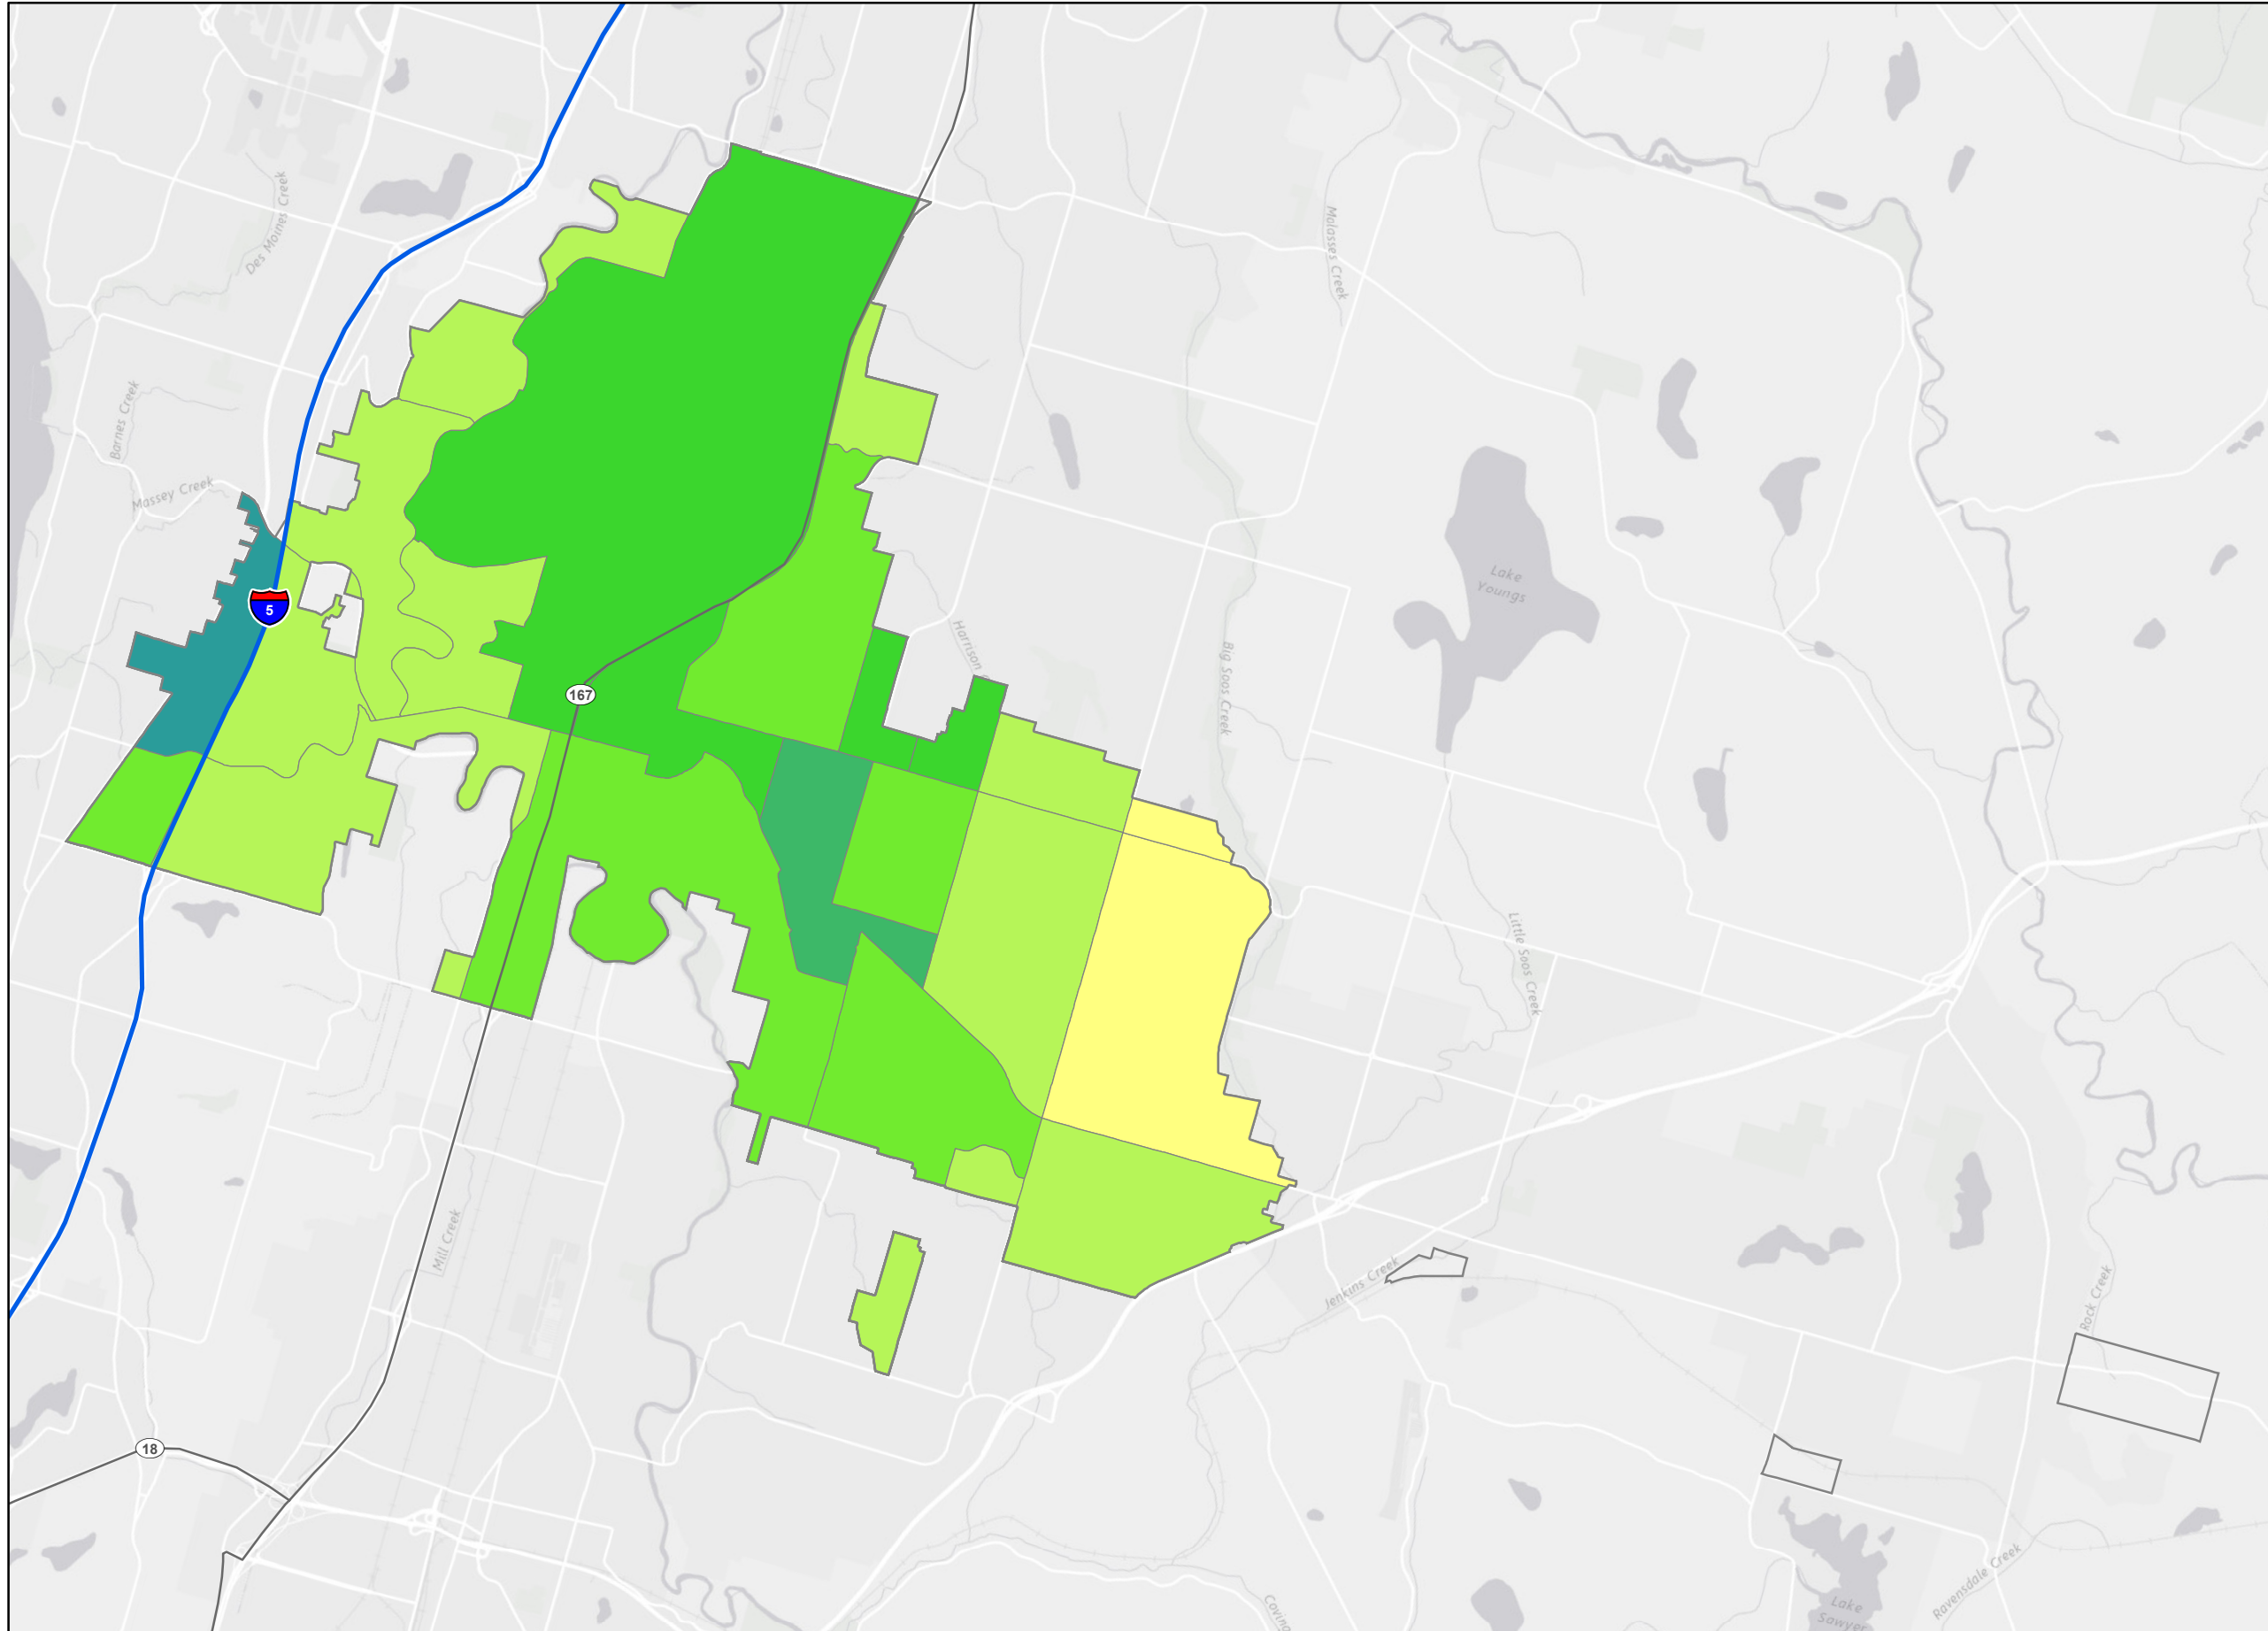 Des Moines Creek
Molasses Creek
Barnes Creek
Massey Creek
5
Lake
Youngs
Harrison
Big Soos Creek
167
Little Soos Creek
Mill Creek
Jenkins Creek
Rock Creek
18
Ravensdale Creek
Lake
Sawyer